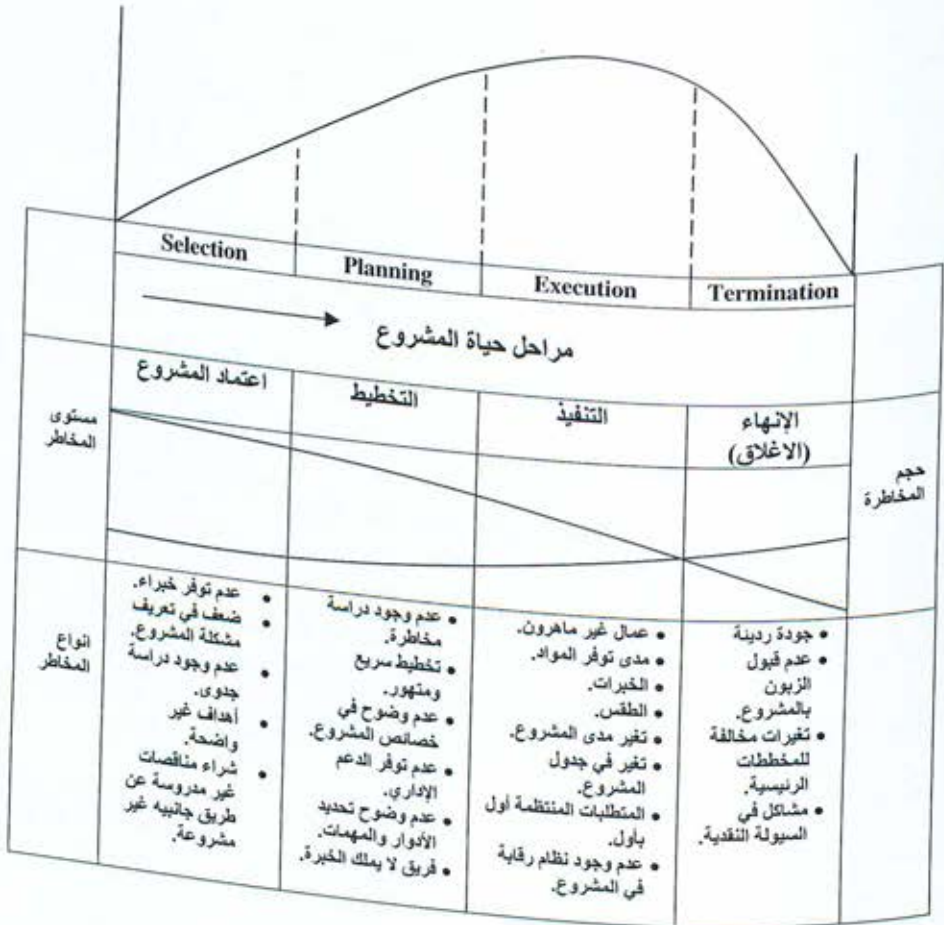 Selection
Planning
Execution
Termination
مراحل حياة المشروع
اعتماد المشروع
التخطيط
التنفيذ
الإنهاء
(الاغلاق)
مستوى
المخاطر
حجم
المخاطرة
انواع
المخاطر
• عدم توفر خبراء.
• ضعف في تعريف
مشكلة المشروع.
• عدم وجود دراسة
جدوى.
• أهداف غير
واضحة.
• شراء مناقصات
غير مدروسة عن
طريق جانبيه غير
مشروعة.
• عدم وجود دراسة
مخاطرة.
• تخطيط سريع
ومتهور.
• عدم وضوح في
خصائص المشروع.
• عدم توفر الدعم
الإداري.
• عدم وضوح تحديد
الأدوار والمهمات.
• فريق لا يملك الخبرة.
• عمال غير ماهرون.
• مدى توفر المواد.
• الخبرات.
• الطقس.
• تغير مدى المشروع.
• تغير في جدول
المشروع.
• المتطلبات المنتظمة أول
بأول.
• عدم وجود نظام رقابة
في المشروع.
• جودة ردينة
• عدم قبول
الزبون
بالمشروع.
• تغيرات مخالفة
للمخططات
الرئيسية.
• مشاكل في
السيولة النقدية.